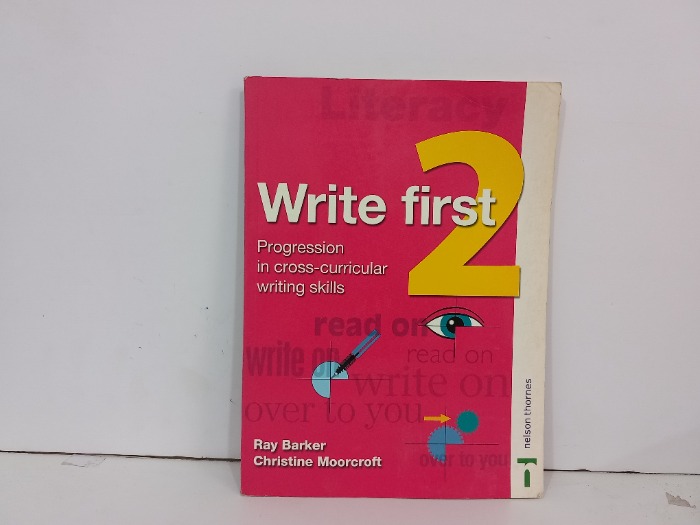 Literacy
2
Write first
Progression
in cross-curricular
writing skills
read on
write on
read on
write on
over to you
over to you
Ray Barker
Christine Moorcroft
nelson thornes